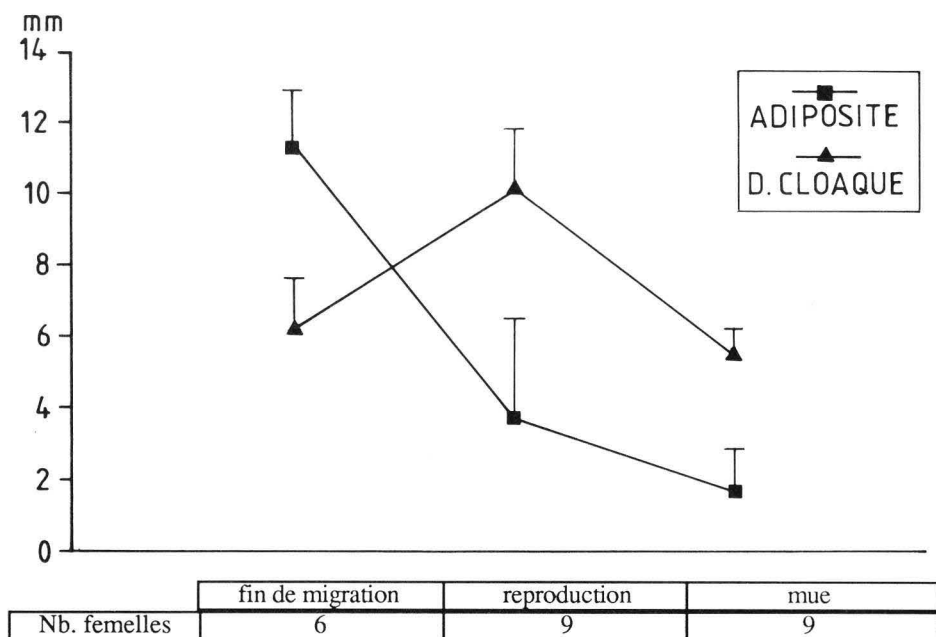 mm
14
12
10
8
6
4
2
0
ADIPOSITE
D. CLOAQUE
fin de migration reproduction mue
Nb. femelles 6 9 9